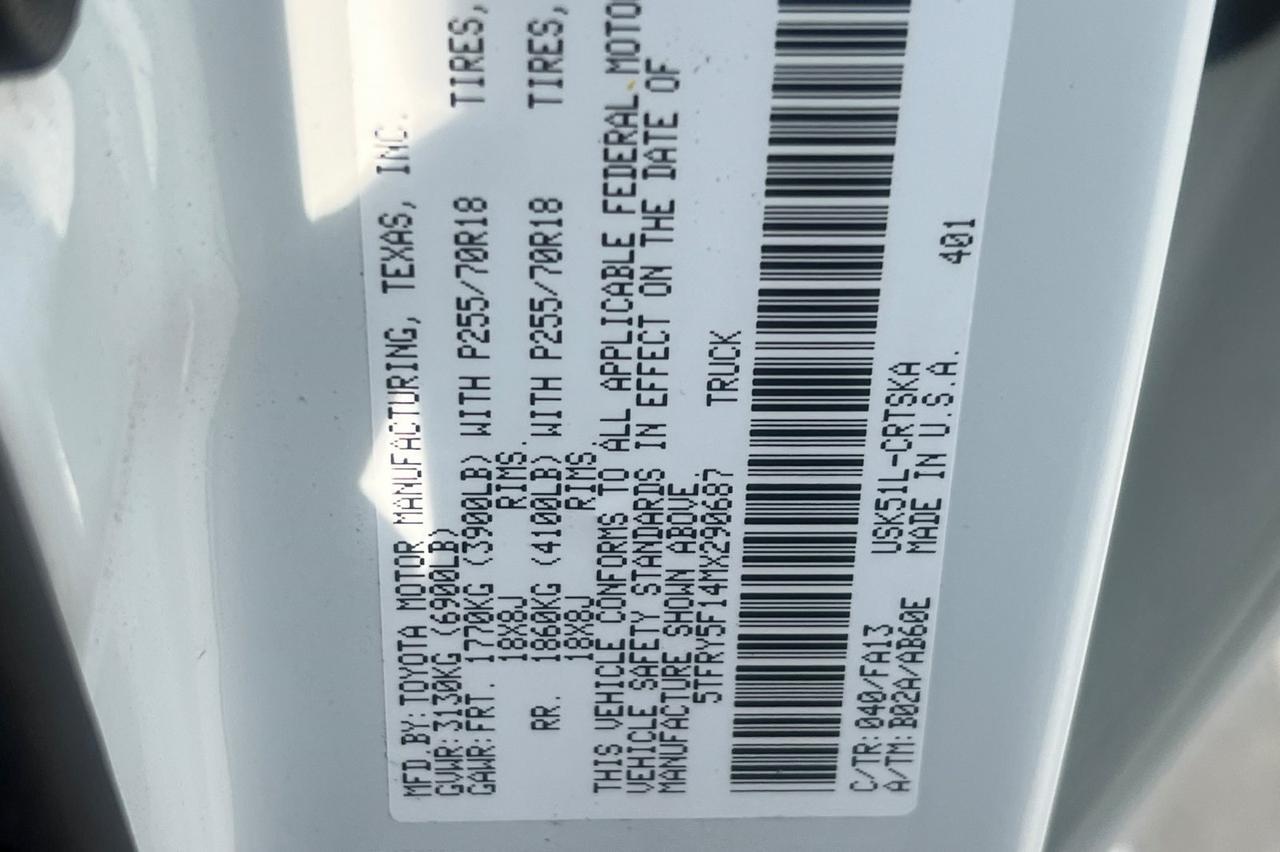 MFD.BY:TOYOTA MOTOR MANUFACTURING, TEXAS, INC.
GVWR:3130KG (6900LB)
GAWR:FRT. 1770KG (3900LB) WITH P255/70R18 TIRES,
18X8J RIMS.
RR. 1860KG (4100LB) WITH P255/70R18 TIRES,
18X8J RIMS.
THIS VEHICLE CONFORMS TO ALL APPLICABLE FEDERAL MOTO
VEHICLE SAFETY STANDARDS IN EFFECT ON THE DATE OF
MANUFACTURE SHOWN ABOVE.
5TFRY5F14MX290687 TRUCK
C/TR:040/FA13 USK51L-CRTSKA 401
A/TM:B02A/AB60E MADE IN U.S.A.